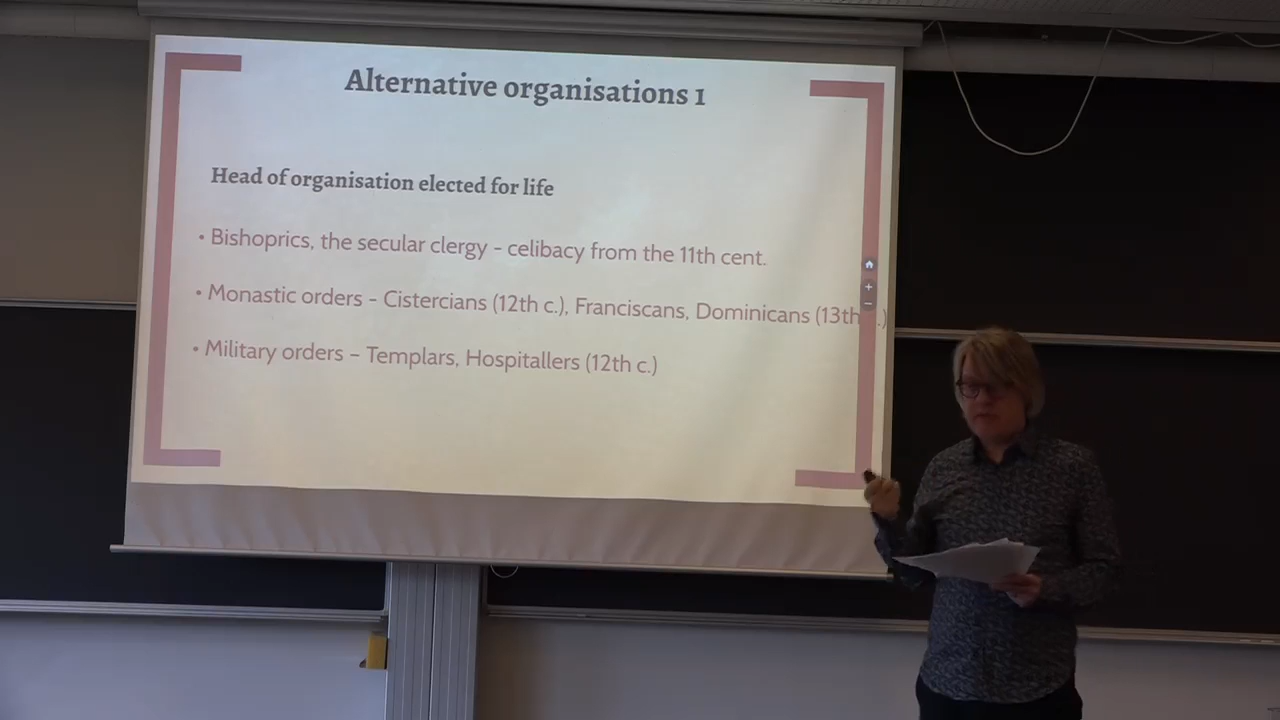 Alternative organisations 1
Head of organisation elected for life
• Bishoprics, the secular clergy - celibacy from the 11th cent.
• Monastic orders - Cistercians (12th c.), Franciscans, Dominicans (13th .)
• Military orders – Templars, Hospitallers (12th c.)